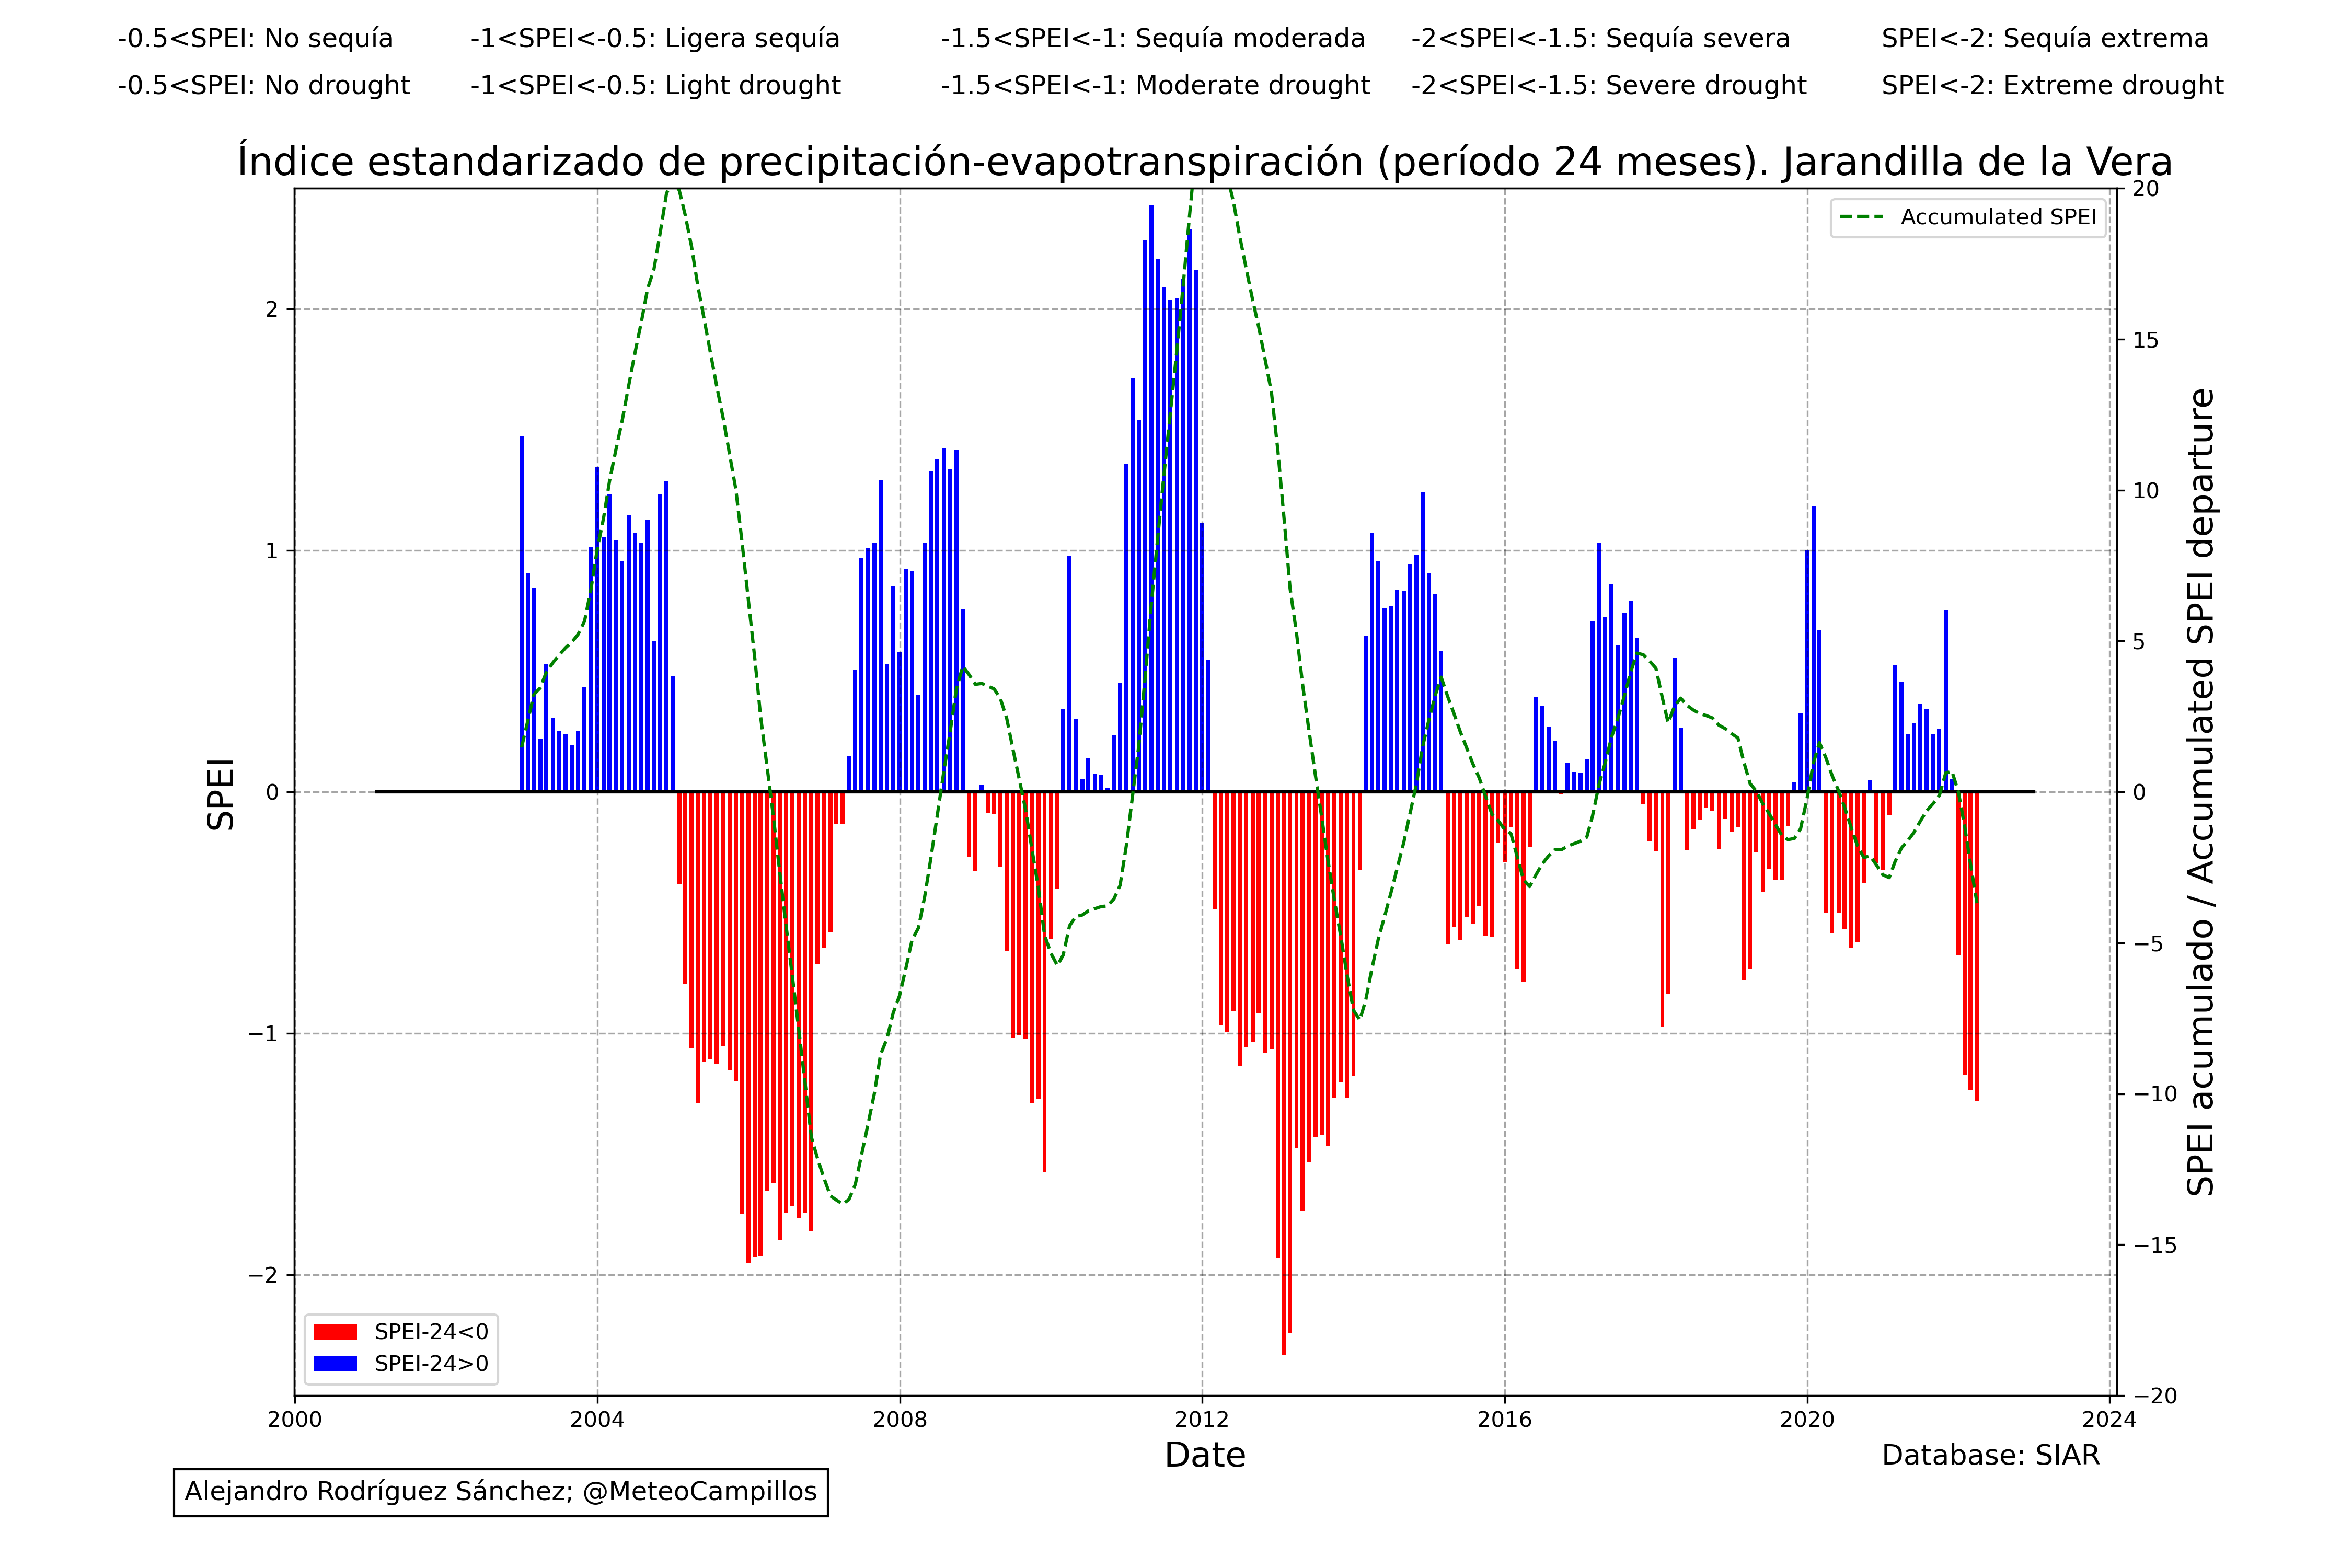 -0.5<SPEI: No sequía -1<SPEI<-0.5: Ligera sequía -1.5<SPEI<-1: Sequía moderada -2<SPEI<-1.5: Sequía severa SPEI<-2: Sequía extrema
-0.5<SPEI: No drought -1<SPEI<-0.5: Light drought -1.5<SPEI<-1: Moderate drought -2<SPEI<-1.5: Severe drought SPEI<-2: Extreme drought
Índice estandarizado de precipitación-evapotranspiración (período 24 meses). Jarandilla de la Vera
Accumulated SPEI
SPEI
2
1
0
−1
−2
20
15
10
5
0
−5
−10
−15
−20
SPEI acumulado / Accumulated SPEI departure
SPEI-24<0
SPEI-24>0
2000 2004 2008 2012 2016 2020 2024
Date
Database: SIAR
Alejandro Rodríguez Sánchez; @MeteoCampillos